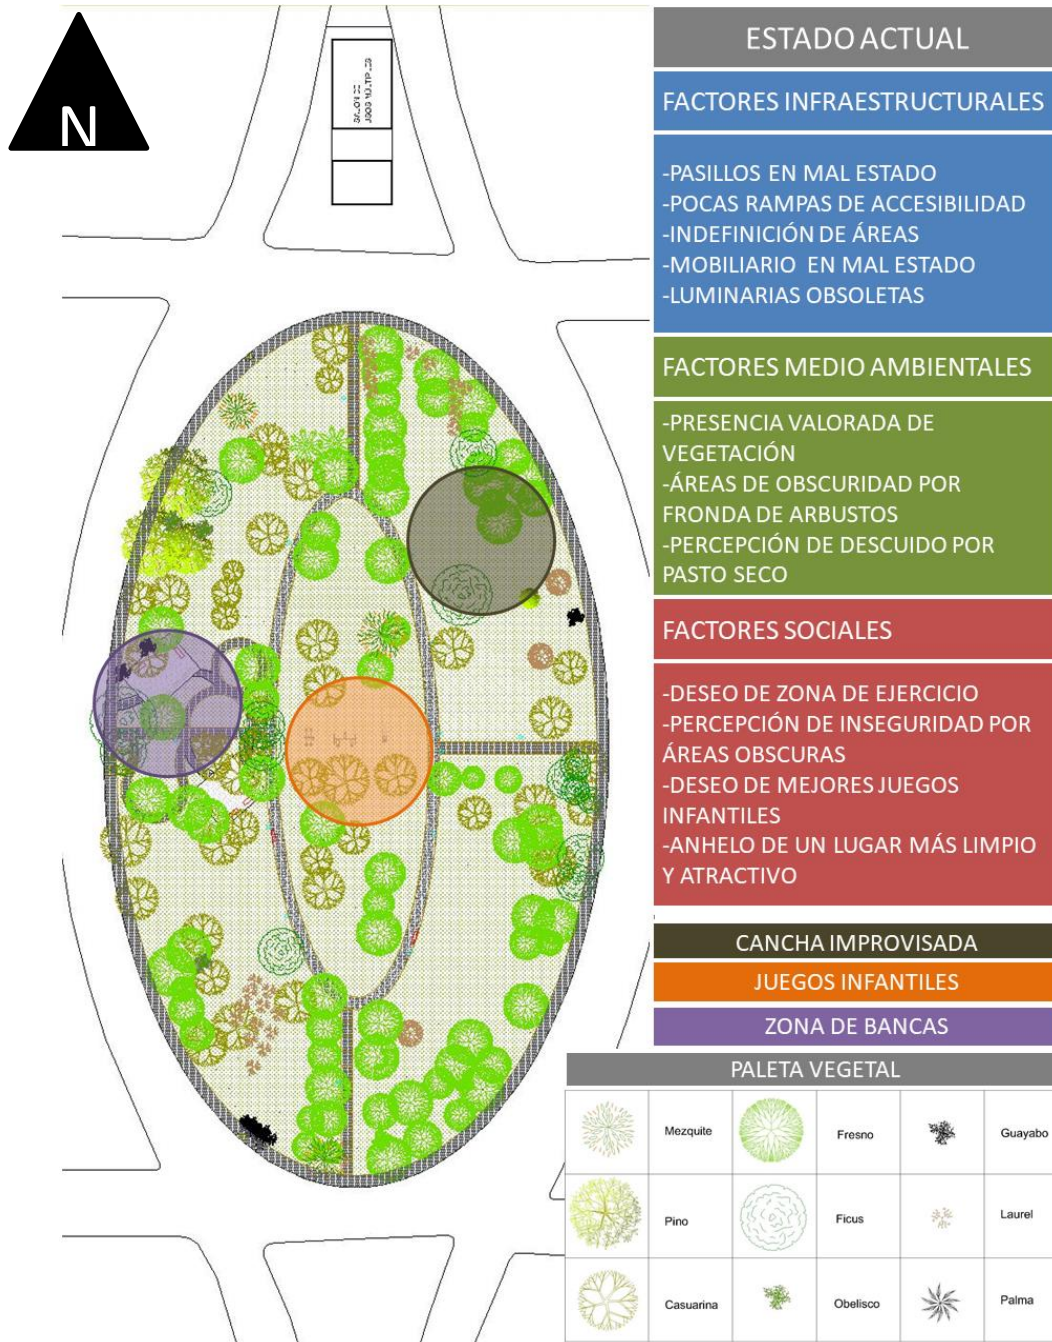 N
SALON DE
USOS MULTIPLES
ESTADO ACTUAL
FACTORES INFRAESTRUCTURALES
-PASILLOS EN MAL ESTADO
-POCAS RAMPAS DE ACCESIBILIDAD
-INDEFINICIÓN DE ÁREAS
-MOBILIARIO EN MAL ESTADO
-LUMINARIAS OBSOLETAS
FACTORES MEDIO AMBIENTALES
-PRESENCIA VALORADA DE
VEGETACIÓN
-ÁREAS DE OBSCURIDAD POR
FRONDA DE ARBUSTOS
-PERCEPCIÓN DE DESCUIDO POR
PASTO SECO
FACTORES SOCIALES
-DESEO DE ZONA DE EJERCICIO
-PERCEPCIÓN DE INSEGURIDAD POR
ÁREAS OBSCURAS
-DESEO DE MEJORES JUEGOS
INFANTILES
-ANHELO DE UN LUGAR MÁS LIMPIO
Y ATRACTIVO
CANCHA IMPROVISADA
JUEGOS INFANTILES
ZONA DE BANCAS
PALETA VEGETAL
Mezquite Fresno Guayabo
Pino Ficus Laurel
Casuarina Obelisco Palma